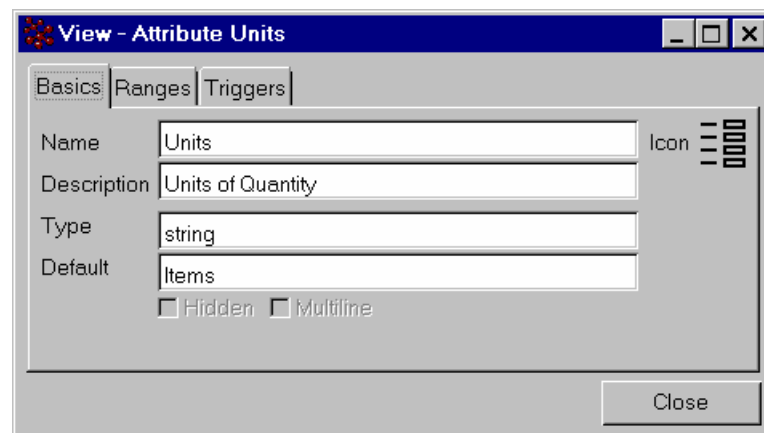 View - Attribute Units
Basics Ranges Triggers
Name Units Icon
Description Units of Quantity
Type string
Default Items
Hidden Multiline
Close